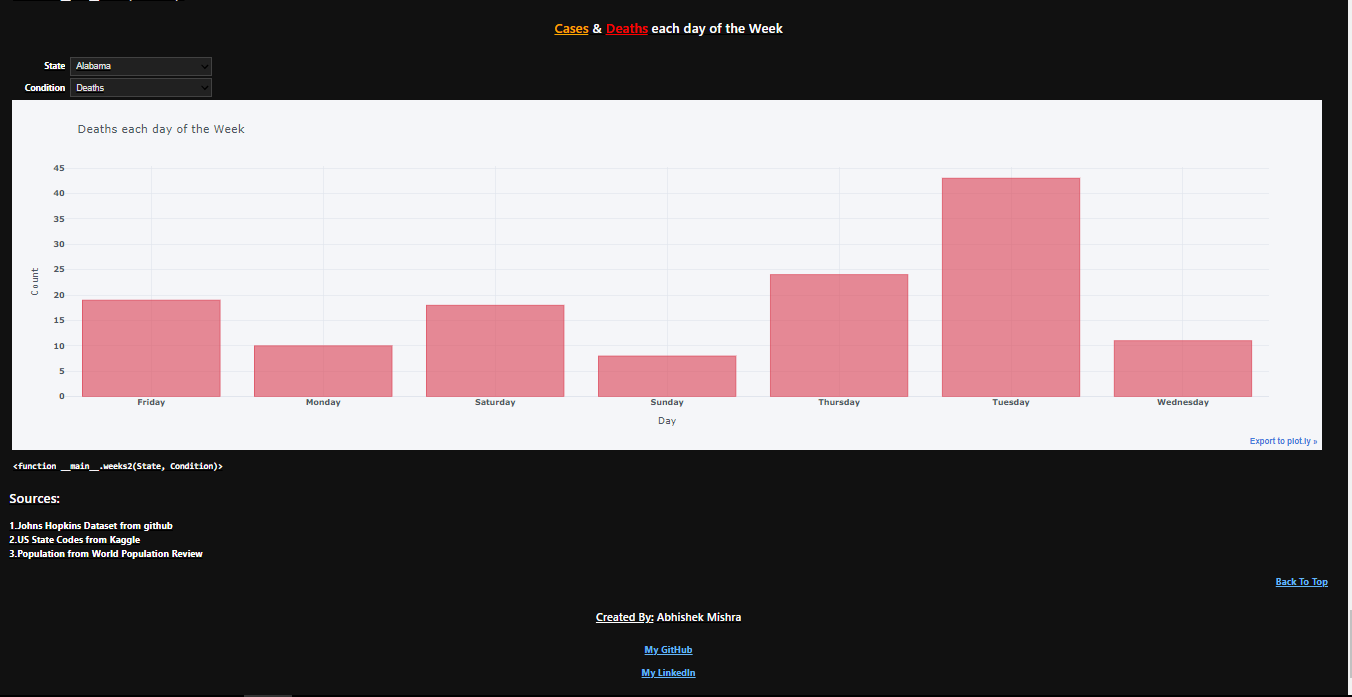 Cases & Deaths each day of the Week
State Alabama
Condition Deaths
Deaths each day of the Week
45
40
35
30
25
20
15
10
5
0
Count
Friday Monday Saturday Sunday Thursday Tuesday Wednesday
Day
Export to plot.ly »
<function __main__.weeks2(State, Condition)>
Sources:
1.Johns Hopkins Dataset from github
2.US State Codes from Kaggle
3.Population from World Population Review
Back To Top
Created By: Abhishek Mishra
My GitHub
My LinkedIn